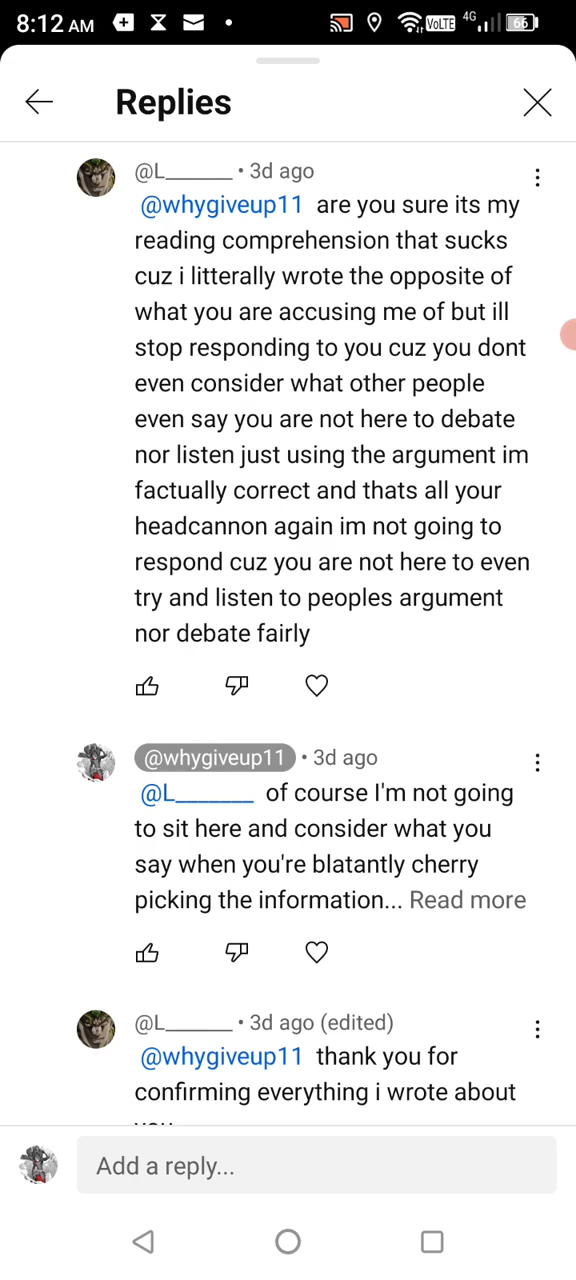 8:12 AM VoLTE 4G 66
Replies
@L______ • 3d ago
@whygiveup11 are you sure its my
reading comprehension that sucks
cuz i litterally wrote the opposite of
what you are accusing me of but ill
stop responding to you cuz you dont
even consider what other people
even say you are not here to debate
nor listen just using the argument im
factually correct and thats all your
headcannon again im not going to
respond cuz you are not here to even
try and listen to peoples argument
nor debate fairly
@whygiveup11 • 3d ago
@L_______ of course I'm not going
to sit here and consider what you
say when you're blatantly cherry
picking the information... Read more
@L______ • 3d ago (edited)
@whygiveup11 thank you for
confirming everything i wrote about
Add a reply...